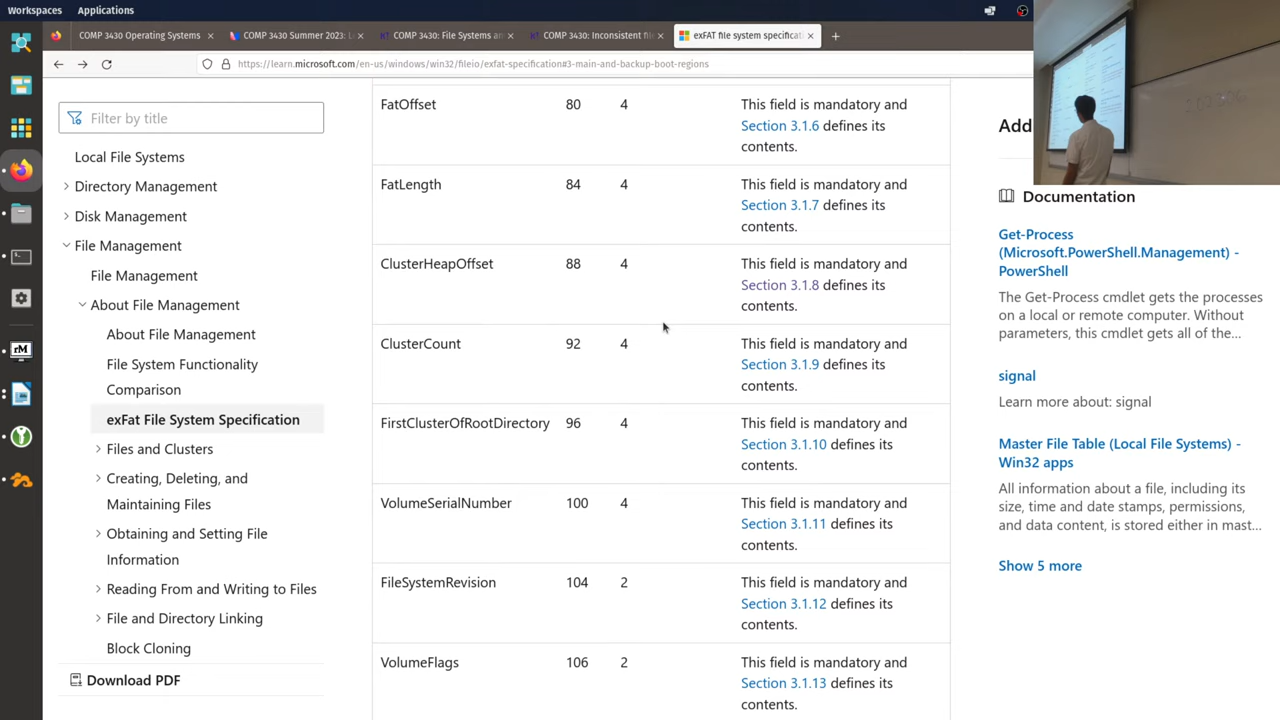 Workspaces Applications
COMP 3430 Operating Systems
COMP 3430 Summer 2023: L
COMP 3430: File Systems an
COMP 3430: Inconsistent fil
exFAT file system specificat
https://learn.microsoft.com/en-us/windows/win32/fileio/exfat-specification#3-main-and-backup-boot-regions
Filter by title
Local File Systems
Directory Management
Disk Management
File Management
File Management
About File Management
About File Management
File System Functionality
Comparison
exFat File System Specification
Files and Clusters
Creating, Deleting, and
Maintaining Files
Obtaining and Setting File
Information
Reading From and Writing to Files
File and Directory Linking
Block Cloning
Download PDF
FatOffset 80 4 This field is mandatory and
Section 3.1.6 defines its
contents.
FatLength 84 4 This field is mandatory and
Section 3.1.7 defines its
contents.
ClusterHeapOffset 88 4 This field is mandatory and
Section 3.1.8 defines its
contents.
ClusterCount 92 4 This field is mandatory and
Section 3.1.9 defines its
contents.
FirstClusterOfRootDirectory 96 4 This field is mandatory and
Section 3.1.10 defines its
contents.
VolumeSerialNumber 100 4 This field is mandatory and
Section 3.1.11 defines its
contents.
FileSystemRevision 104 2 This field is mandatory and
Section 3.1.12 defines its
contents.
VolumeFlags 106 2 This field is mandatory and
Section 3.1.13 defines its
contents.
Add
Documentation
Get-Process
(Microsoft.PowerShell.Management) -
PowerShell
The Get-Process cmdlet gets the processes
on a local or remote computer. Without
parameters, this cmdlet gets all of the...
signal
Learn more about: signal
Master File Table (Local File Systems) -
Win32 apps
All information about a file, including its
size, time and date stamps, permissions,
and data content, is stored either in mast...
Show 5 more